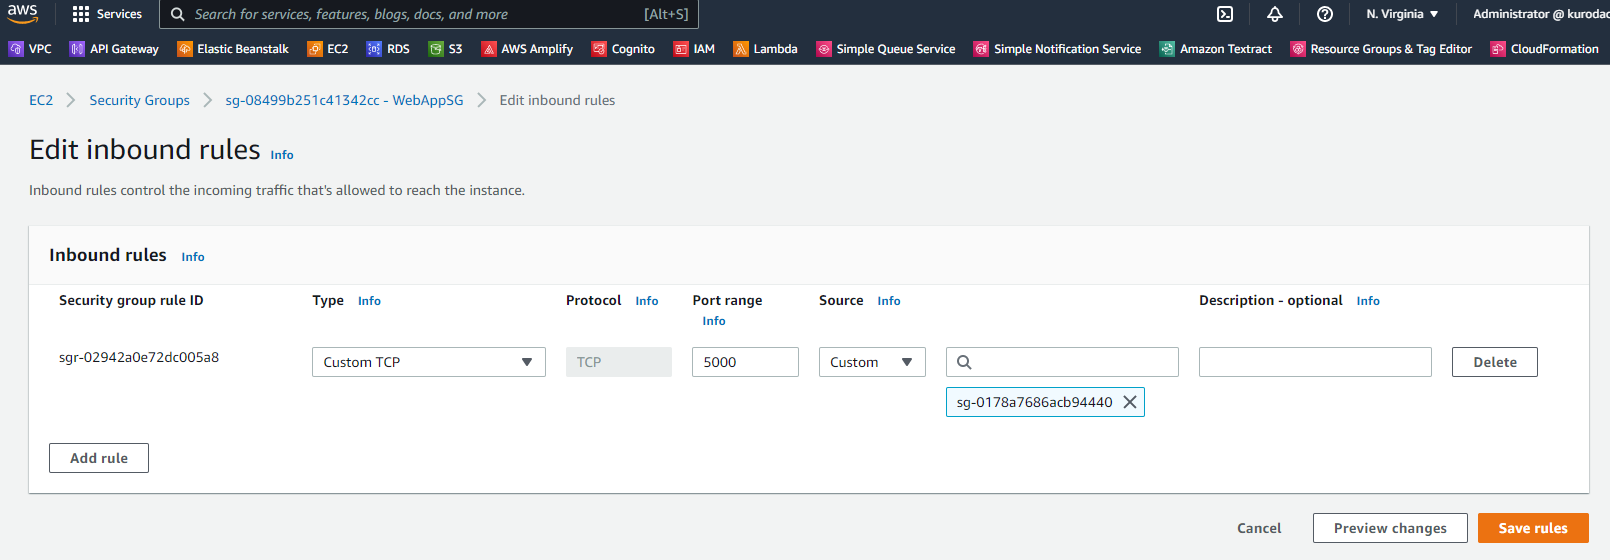 aws Services Search for services, features, blogs, docs, and more [Alt+S] N. Virginia Administrator @ kurodac
VPC API Gateway Elastic Beanstalk EC2 RDS S3 AWS Amplify Cognito IAM Lambda Simple Queue Service Simple Notification Service Amazon Textract Resource Groups & Tag Editor CloudFormation
EC2 Security Groups sg-08499b251c41342cc - WebAppSG Edit inbound rules
Edit inbound rules Info
Inbound rules control the incoming traffic that's allowed to reach the instance.
Inbound rules Info
Security group rule ID Type Info Protocol Info Port range Source Info Description - optional Info
Info
sgr-02942a0e72dc005a8 Custom TCP TCP 5000 Custom Delete
sg-0178a7686acb94440
Add rule
Cancel Preview changes Save rules